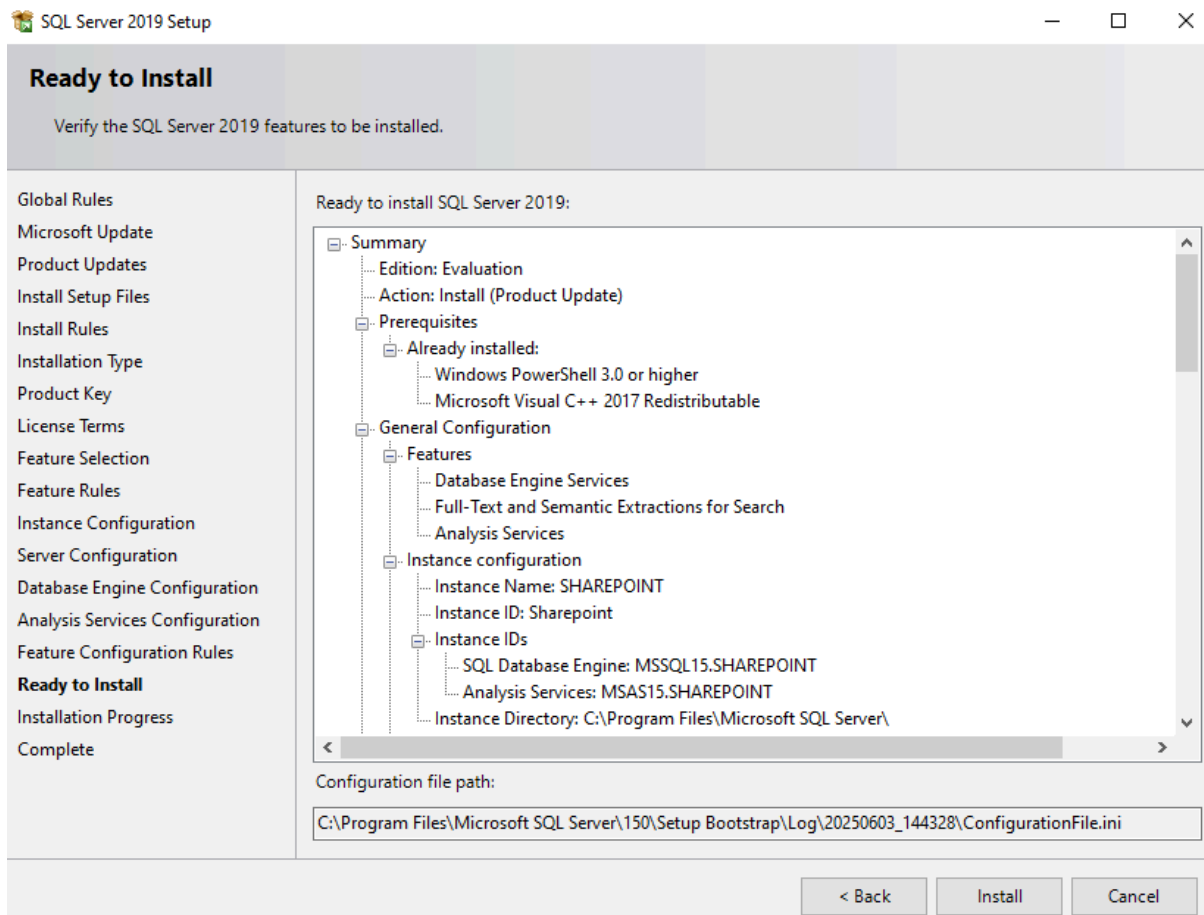 SQL Server 2019 Setup
Ready to Install
Verify the SQL Server 2019 features to be installed.
Global Rules
Microsoft Update
Product Updates
Install Setup Files
Install Rules
Installation Type
Product Key
License Terms
Feature Selection
Feature Rules
Instance Configuration
Server Configuration
Database Engine Configuration
Analysis Services Configuration
Feature Configuration Rules
Ready to Install
Installation Progress
Complete
Ready to install SQL Server 2019:
Summary
Edition: Evaluation
Action: Install (Product Update)
Prerequisites
Already installed:
Windows PowerShell 3.0 or higher
Microsoft Visual C++ 2017 Redistributable
General Configuration
Features
Database Engine Services
Full-Text and Semantic Extractions for Search
Analysis Services
Instance configuration
Instance Name: SHAREPOINT
Instance ID: Sharepoint
Instance IDs
SQL Database Engine: MSSQL15.SHAREPOINT
Analysis Services: MSAS15.SHAREPOINT
Instance Directory: C:\Program Files\Microsoft SQL Server\
Configuration file path:
C:\Program Files\Microsoft SQL Server\150\Setup Bootstrap\Log\20250603_144328\ConfigurationFile.ini
< Back
Install
Cancel